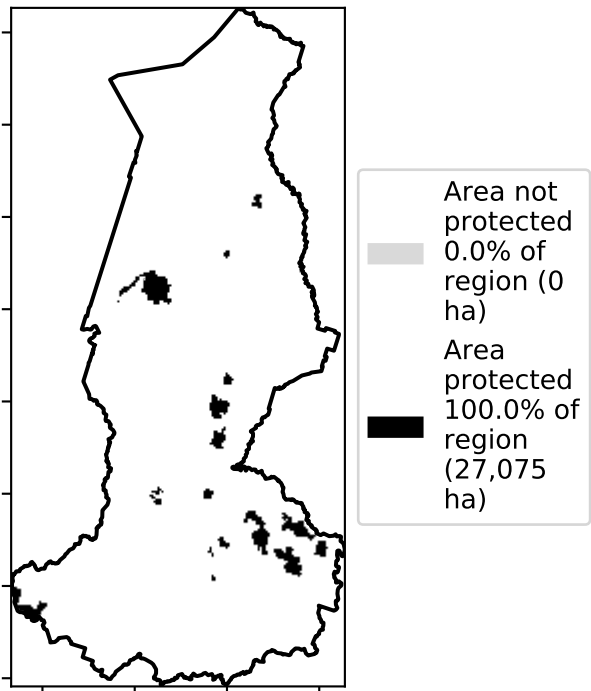 Area not
protected
0.0% of
region (0
ha)
Area
protected
100.0% of
region
(27,075
ha)